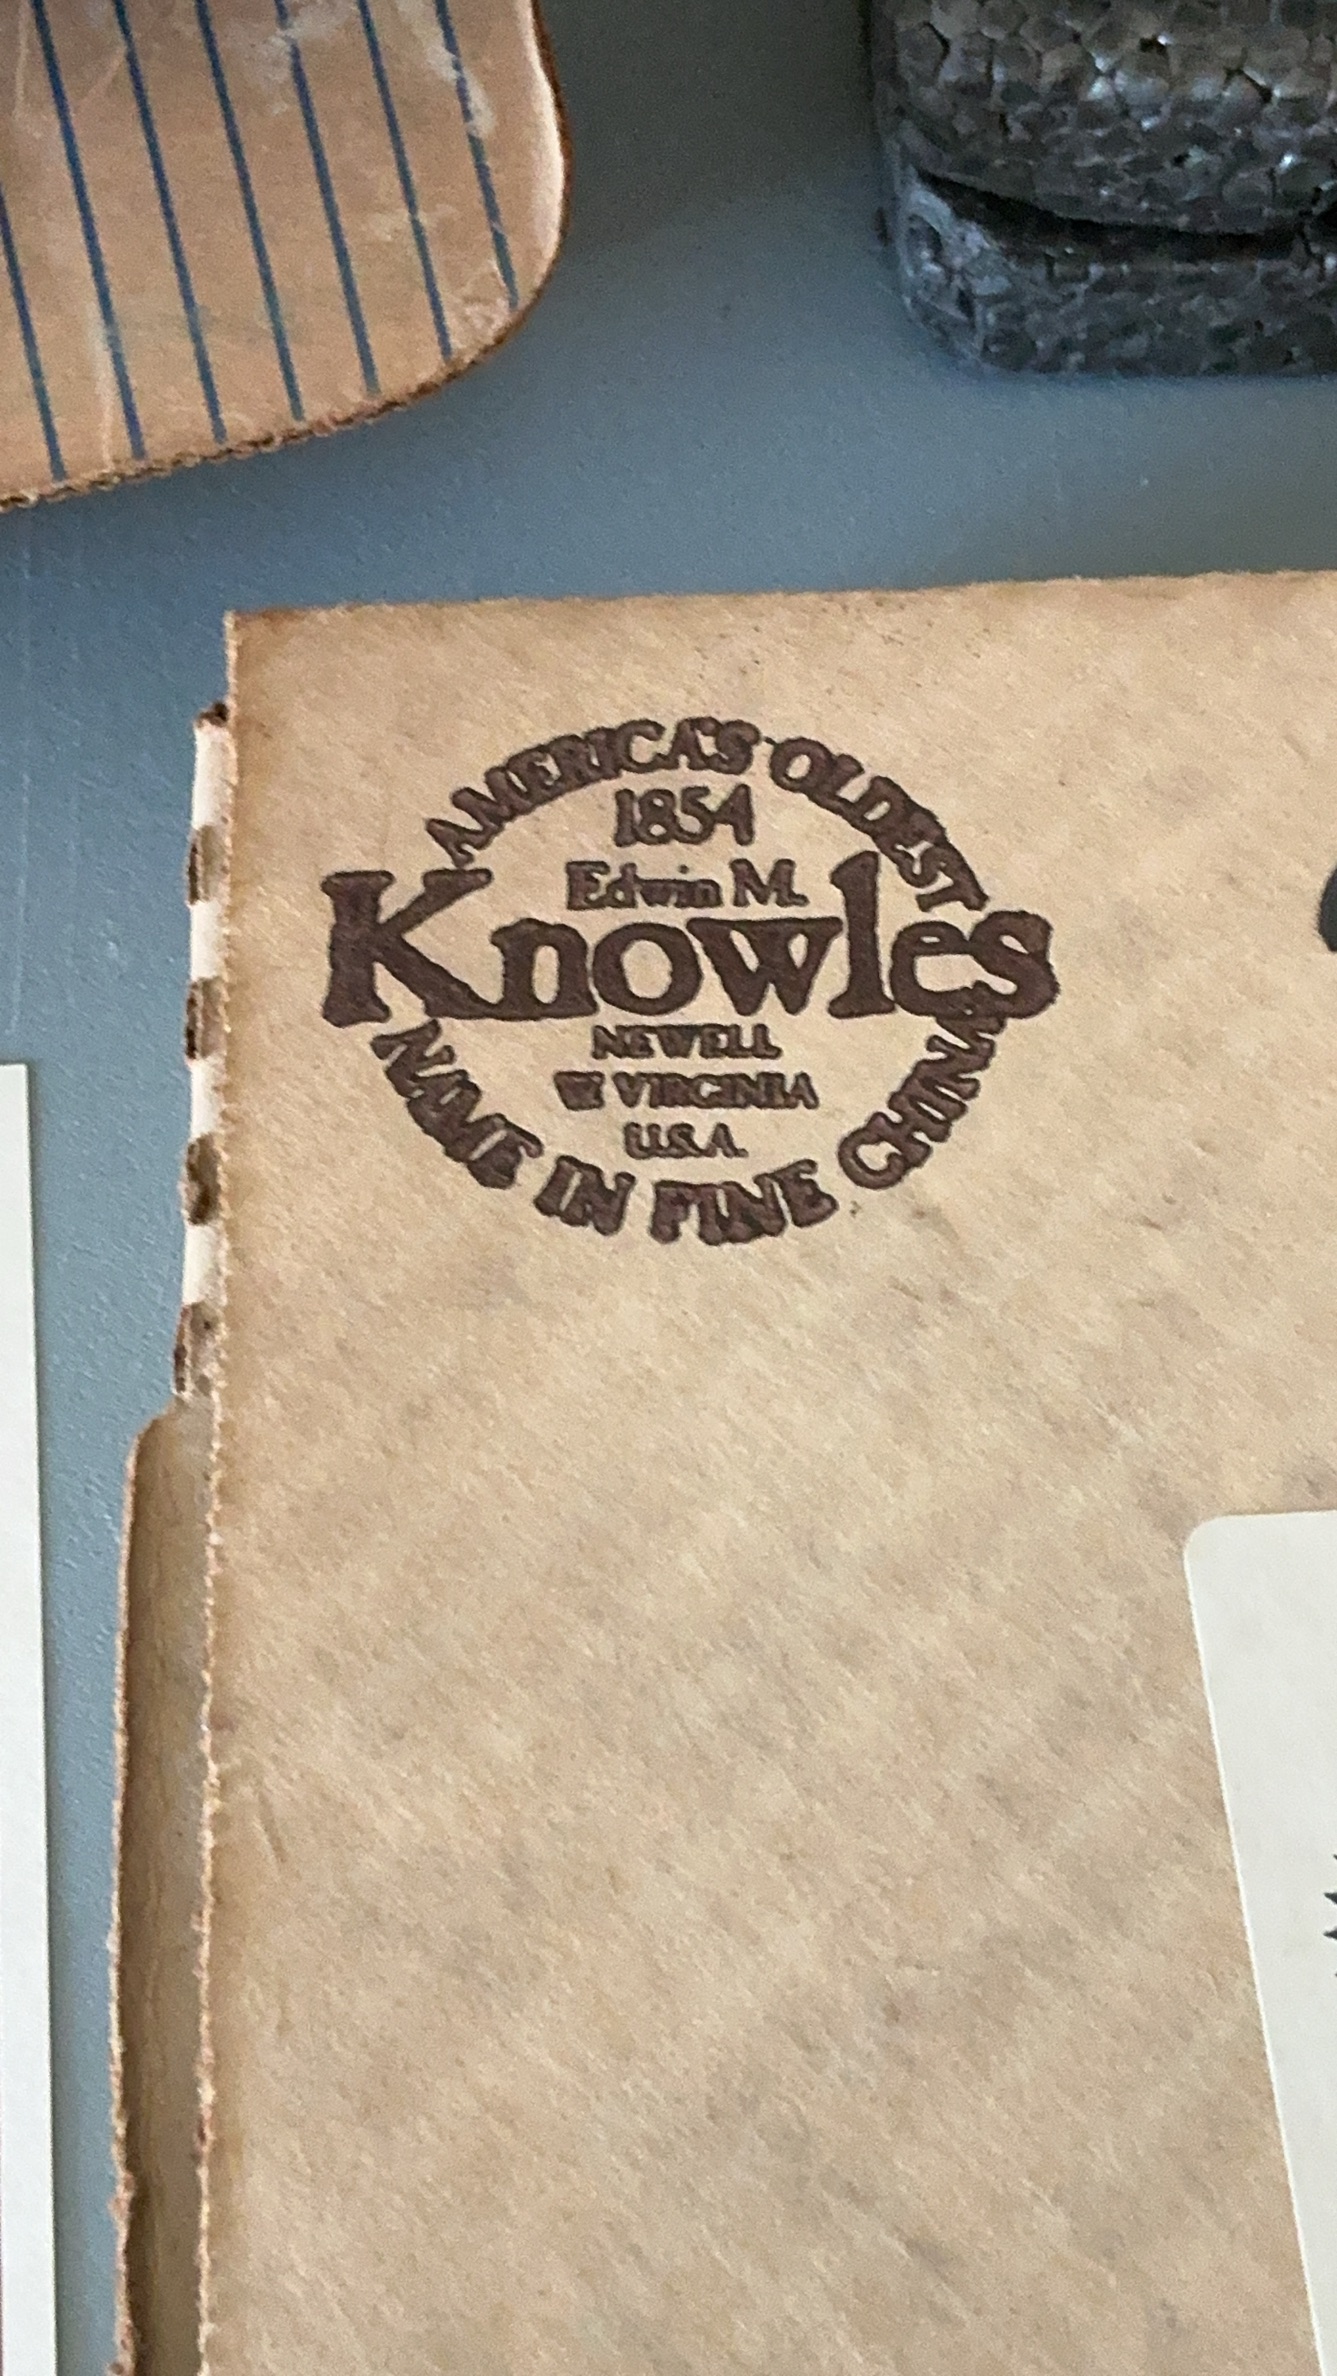 AMERICA'S OLDEST
1854
Edwin M.
Knowles
NEWELL
W VIRGINIA
U.S.A.
NAME IN FINE CHINA